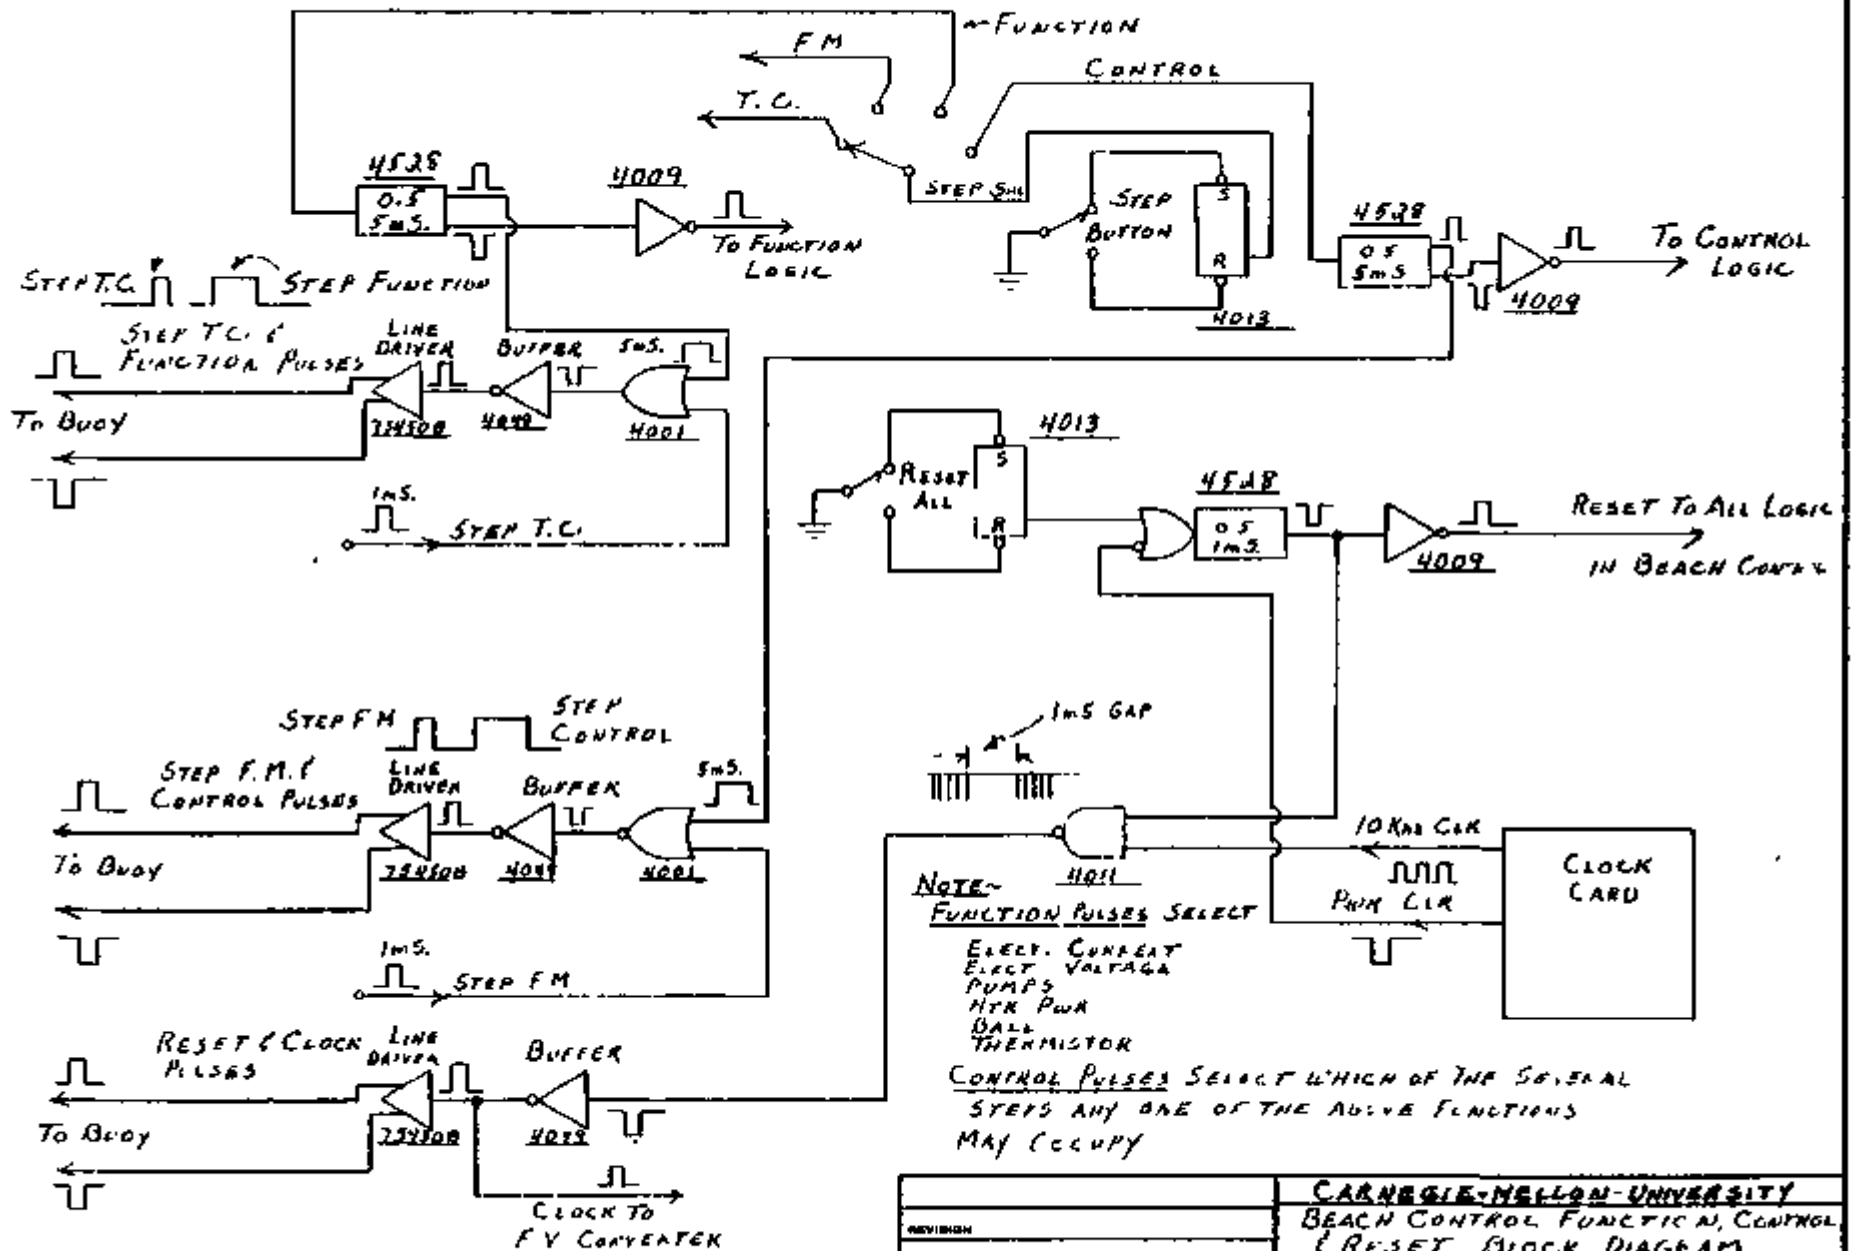 FUNCTION
FM
CONTROL
T.C.
4528
0.5
5mS.
4009
TO FUNCTION
LOGIC
STEP
STEP
BUTTON
S
R
4013
4528
0.5
5mS
4009
TO CONTROL
LOGIC
STEP T.C.
STEP FUNCTION
STEP T.C. &
FUNCTION PULSES
LINE
DRIVER
BUFFER
5mS.
TO BUOY
75450B
4049
4001
1mS.
STEP T.C.
RESET
ALL
S
R
4013
4528
0.5
1mS.
4009
RESET TO ALL LOGIC
IN BEACH
STEP FM
STEP
CONTROL
STEP F.M. &
CONTROL PULSES
LINE
DRIVER
BUFFER
5mS.
TO BUOY
75450B
4049
4001
1mS.
STEP FM
1mS GAP
4011
10 CLK
PWR CLR
CLOCK
CARD
NOTE~
FUNCTION PULSES SELECT
ELECT. CURRENT
ELECT VOLTAGE
PUMPS
HTR PWR
BALL
THERMISTOR
CONTROL PULSES SELECT WHICH OF THE SEVERAL
STEPS ANY ONE OF THE ABOVE FUNCTIONS
MAY OCCUPY
RESET & CLOCK
PULSES
LINE
DRIVER
BUFFER
TO BUOY
75450B
4049
CLOCK TO
F V CONVERTER
REVISION
CARNEGIE-MELLON-UNIVERSITY
BEACH CONTROL FUNCTION, CONTROL
& RESET BLOCK DIAGRAM